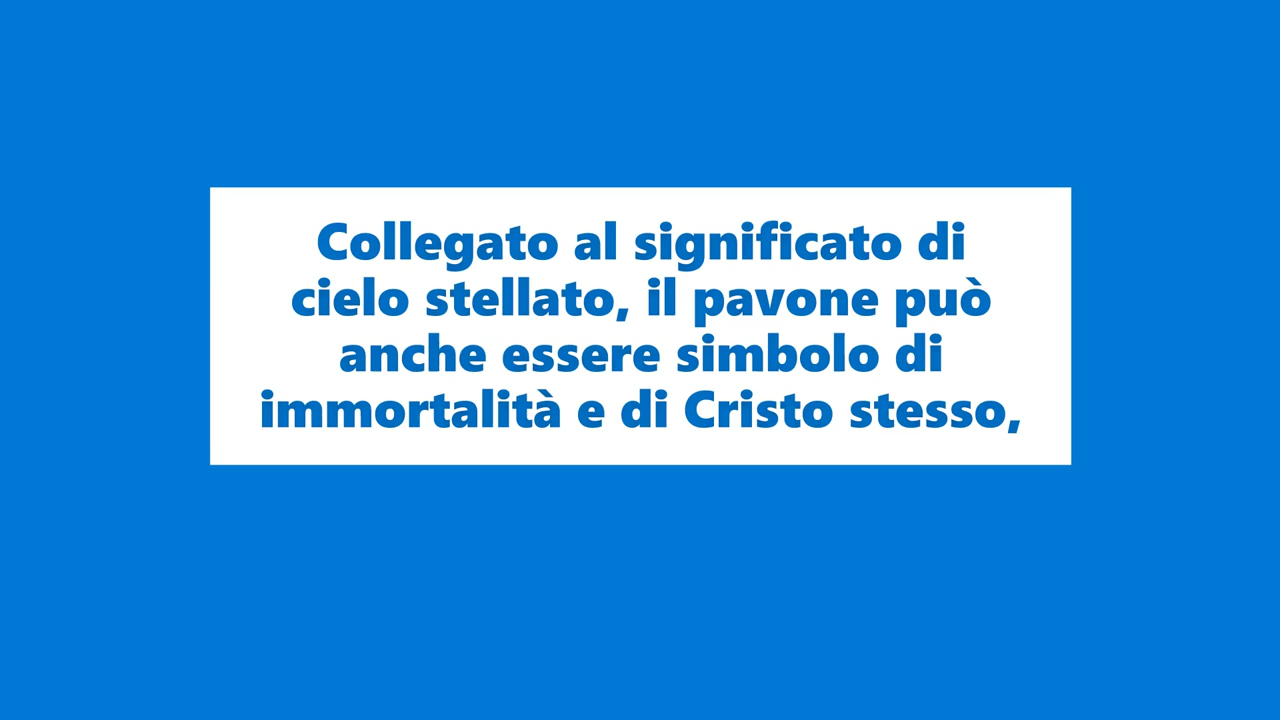 Collegato al significato di
cielo stellato, il pavone può
anche essere simbolo di
immortalità e di Cristo stesso,